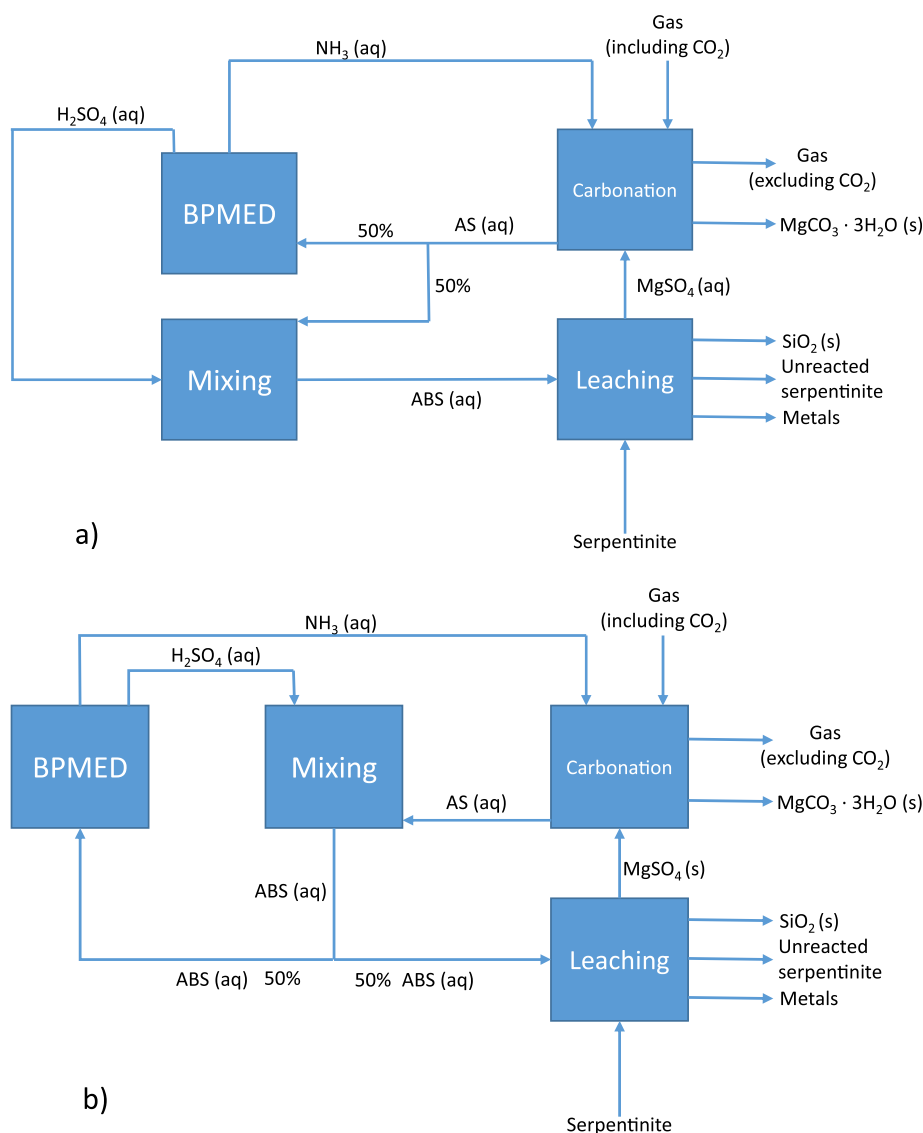 Gas
(including CO₂)
NH₃ (aq)
H₂SO₄ (aq)
BPMED
Carbonation
Gas
(excluding CO₂)
MgCO₃ · 3H₂O (s)
50%
AS (aq)
50%
MgSO₄ (aq)
Mixing
ABS (aq)
Leaching
SiO₂ (s)
Unreacted
serpentinite
Metals
Serpentinite
a)
Gas
(including CO₂)
NH₃ (aq)
H₂SO₄ (aq)
BPMED
Mixing
Carbonation
Gas
(excluding CO₂)
MgCO₃ · 3H₂O (s)
AS (aq)
MgSO₄ (s)
ABS (aq)
ABS (aq) 50%
50% ABS (aq)
Leaching
SiO₂ (s)
Unreacted
serpentinite
Metals
Serpentinite
b)